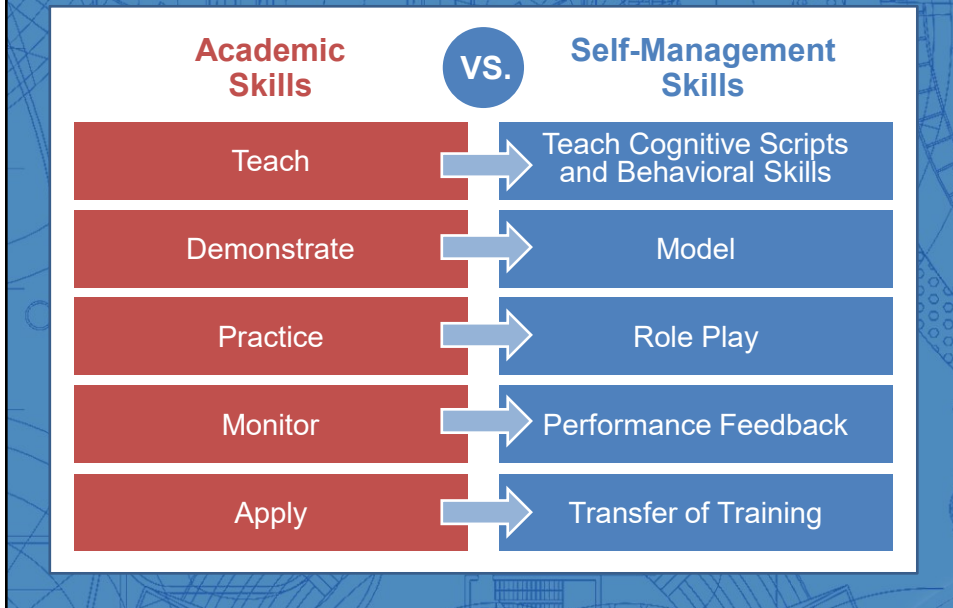 Academic
Skills
VS.
Self-Management
Skills
Teach
Teach Cognitive Scripts
and Behavioral Skills
Demonstrate
Model
Practice
Role Play
Monitor
Performance Feedback
Apply
Transfer of Training